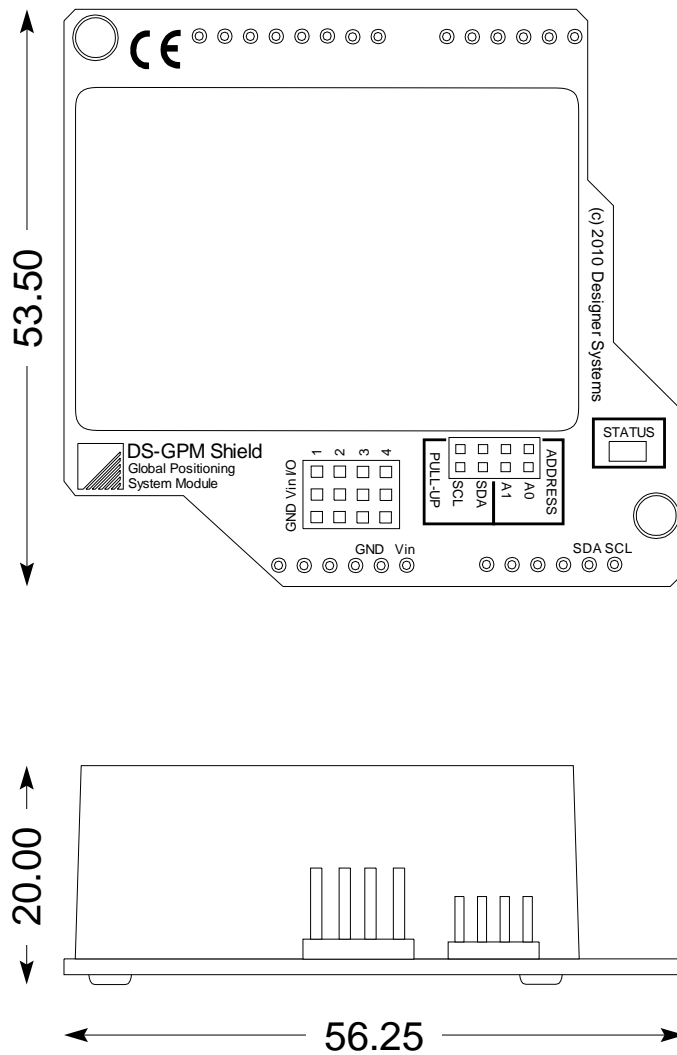 CE
53.50
(c) 2010 Designer Systems
DS-GPM Shield
Global Positioning
System Module
1 2 3 4
GND Vin I/O
PULL-UP
SCL SDA A1 A0
ADDRESS
STATUS
GND Vin
SDA SCL
20.00
56.25